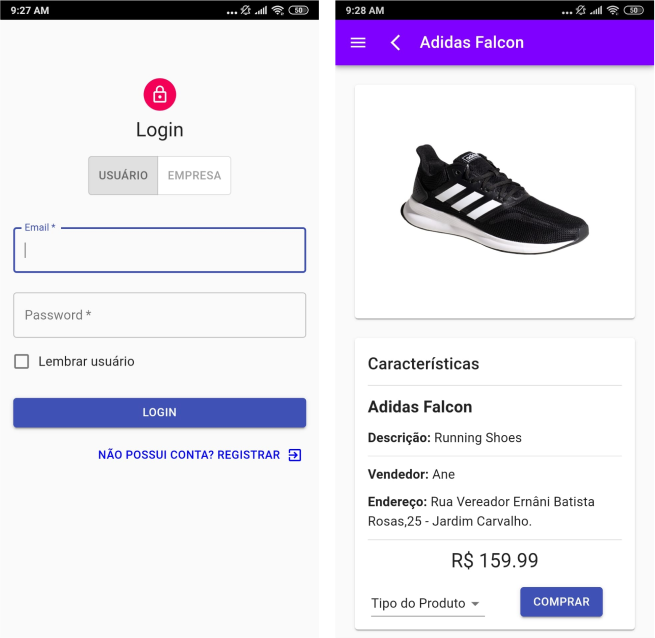 9:27 AM
50
Login
USUÁRIO EMPRESA
Email *
Password *
Lembrar usuário
LOGIN
NÃO POSSUI CONTA? REGISTRAR
9:28 AM
50
Adidas Falcon
Características
Adidas Falcon
Descrição: Running Shoes
Vendedor: Ane
Endereço: Rua Vereador Ernâni Batista
Rosas,25 - Jardim Carvalho.
R$ 159.99
Tipo do Produto
COMPRAR